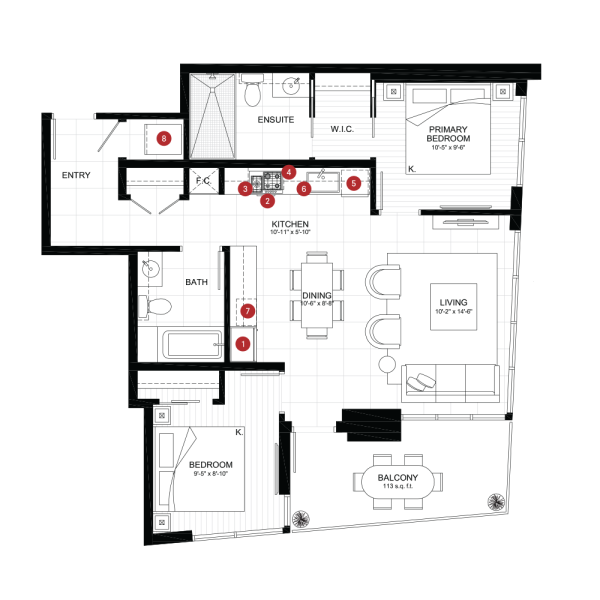 8
ENSUITE
W.I.C.
PRIMARY
BEDROOM
10'-5" x 9'-6"
K.
ENTRY
F.C.
4
3
2
6
5
KITCHEN
10'-11" x 5'-10"
BATH
DINING
10'-6" x 8'-8"
LIVING
10'-2" x 14'-6"
7
1
K.
BEDROOM
9'-5" x 8'-10"
BALCONY
113 s.q. f.t.